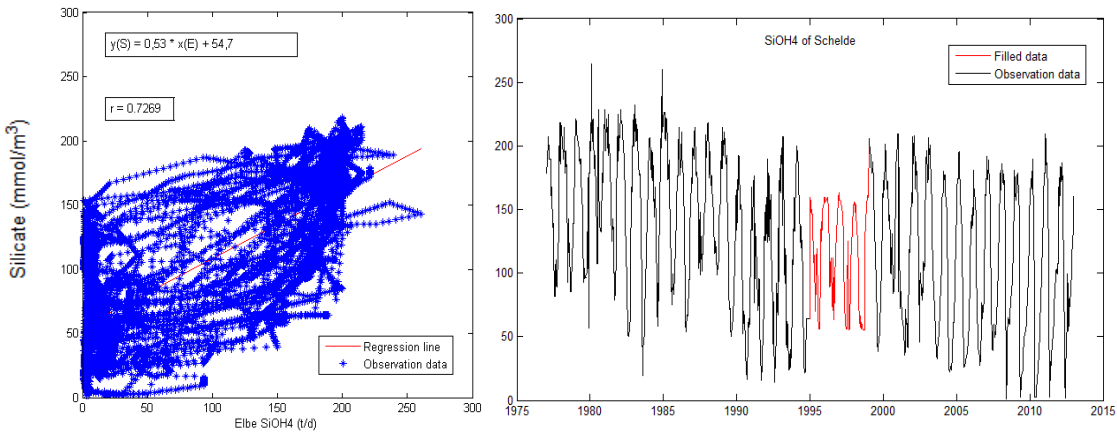 y(S) = 0,53 * x(E) + 54,7
r = 0.7269
Silicate (mmol/m³)
300
250
200
150
100
50
0
Regression line
Observation data
0 50 100 150 200 250 300
Elbe SiOH4 (t/d)
SiOH4 of Schelde
Filled data
Observation data
300
250
200
150
100
50
0
1975 1980 1985 1990 1995 2000 2005 2010 2015